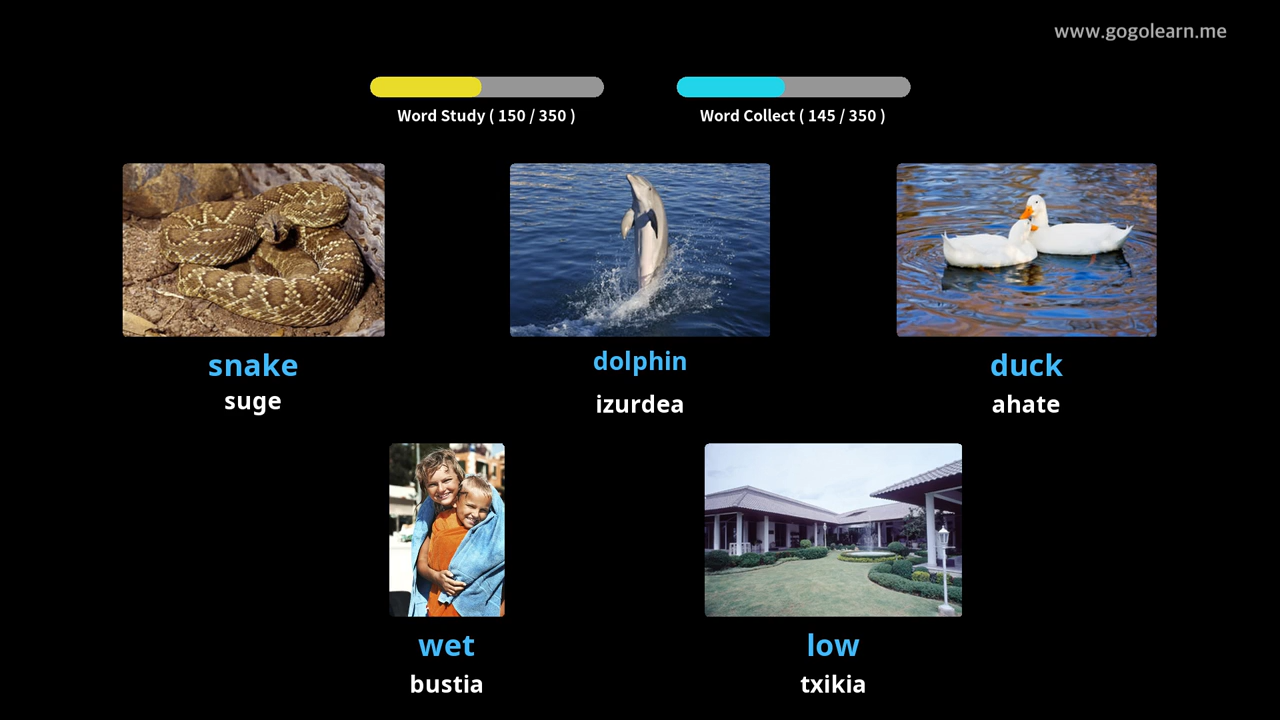 www.gogolearn.me
Word Study ( 150 / 350 )
Word Collect ( 145 / 350 )
snake
suge
dolphin
izurdea
duck
ahate
wet
bustia
low
txikia